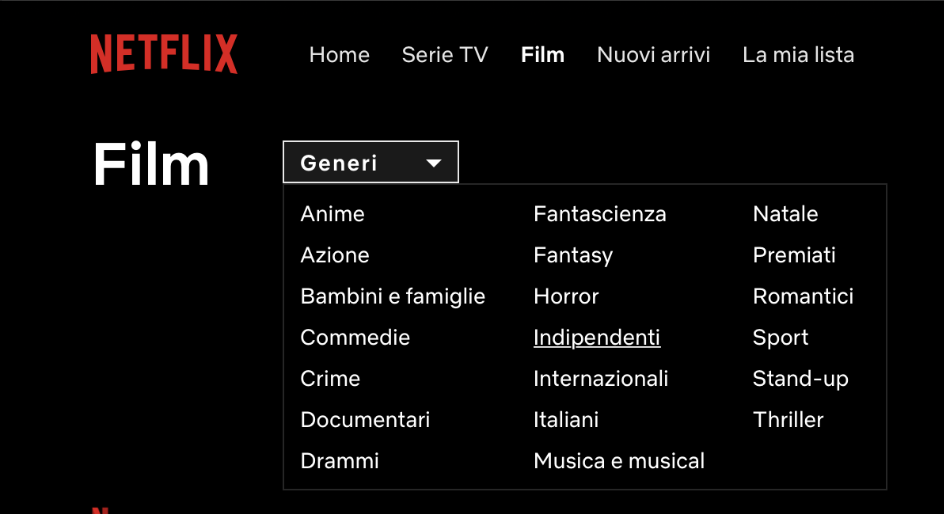 NETFLIX
Home Serie TV Film Nuovi arrivi La mia lista
Film
Generi
Anime
Azione
Bambini e famiglie
Commedie
Crime
Documentari
Drammi
Fantascienza
Fantasy
Horror
Indipendenti
Internazionali
Italiani
Musica e musical
Natale
Premiati
Romantici
Sport
Stand-up
Thriller